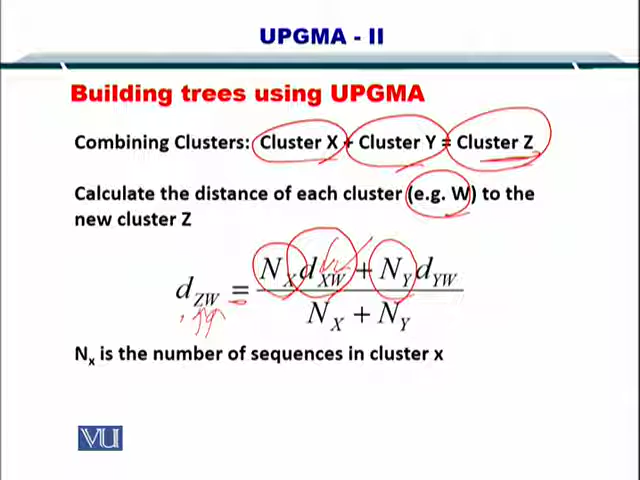 UPGMA - II
Building trees using UPGMA
Combining Clusters: Cluster X + Cluster Y = Cluster Z
Calculate the distance of each cluster (e.g. W) to the
new cluster Z
d_ZW = (N_X d_XW + N_Y d_YW) / (N_X + N_Y)
N_x is the number of sequences in cluster x
VU